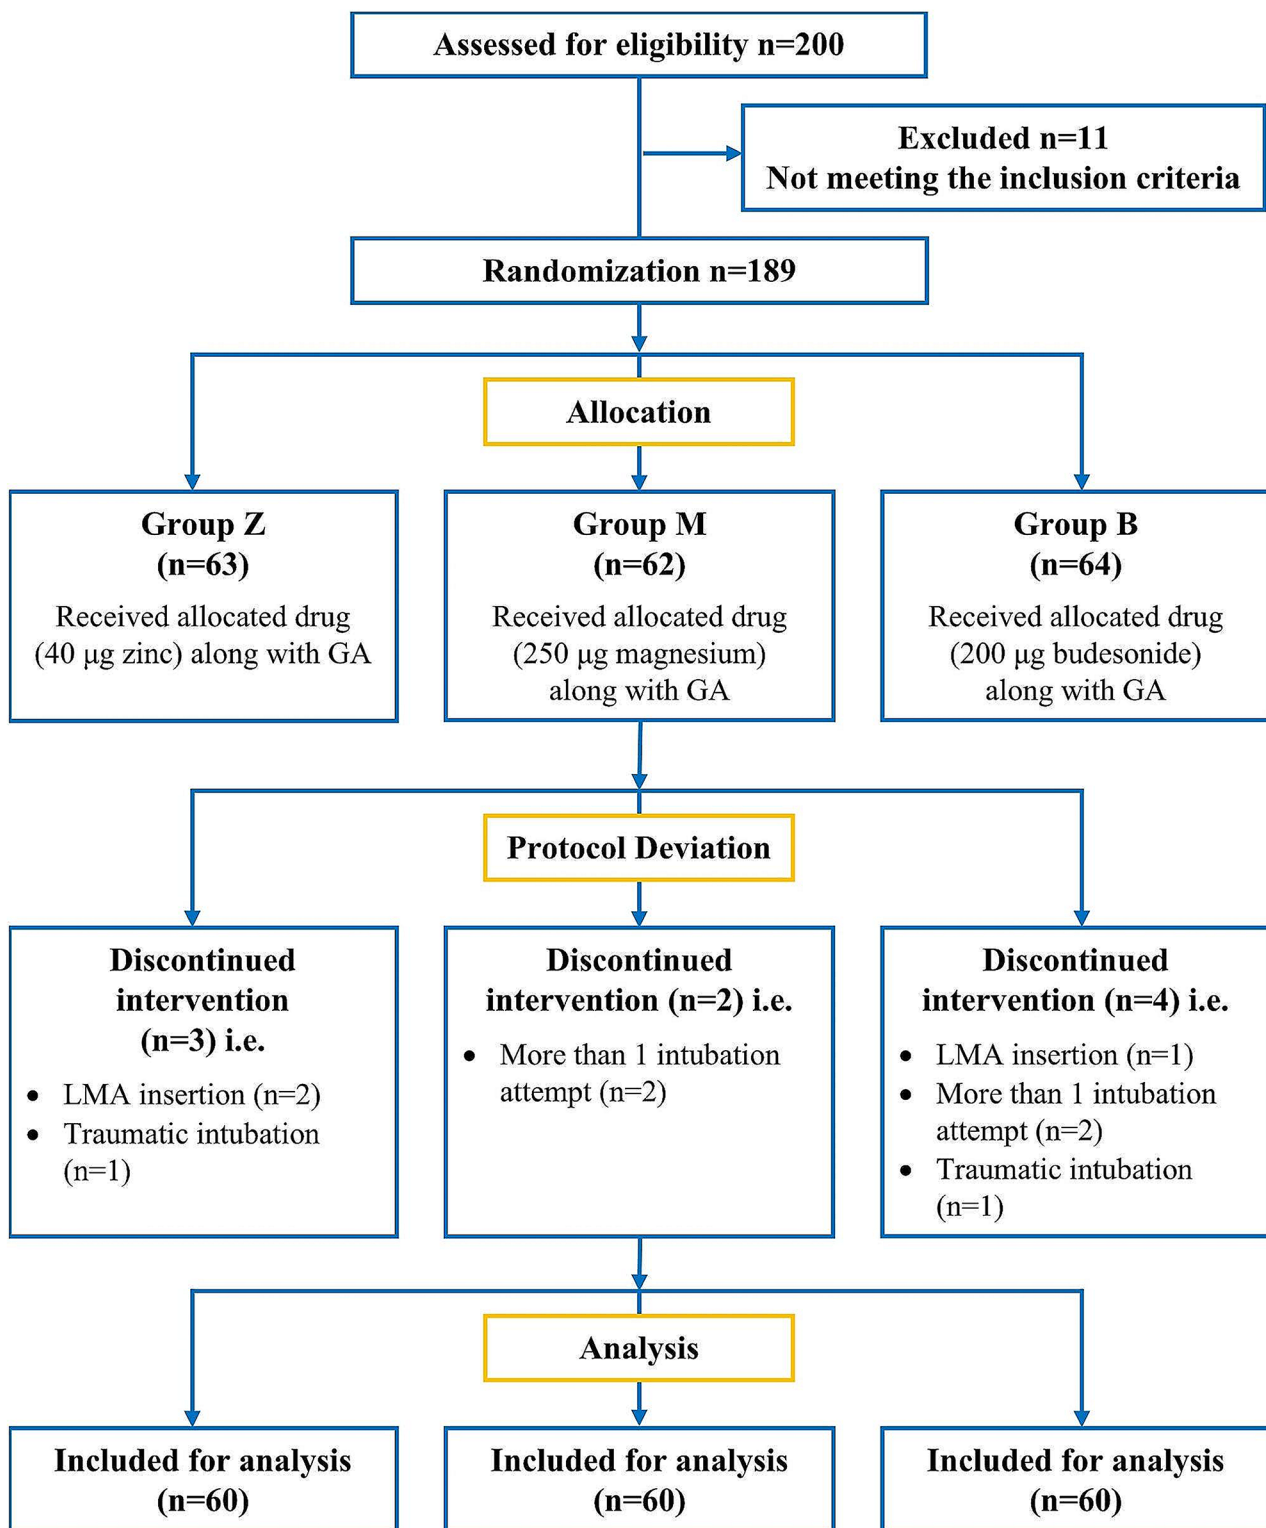 Assessed for eligibility n=200
Excluded n=11
Not meeting the inclusion criteria
Randomization n=189
Allocation
Group Z
(n=63)
Received allocated drug
(40 μg zinc) along with GA
Group M
(n=62)
Received allocated drug
(250 μg magnesium)
along with GA
Group B
(n=64)
Received allocated drug
(200 μg budesonide)
along with GA
Protocol Deviation
Discontinued
intervention
(n=3) i.e.
• LMA insertion (n=2)
• Traumatic intubation
(n=1)
Discontinued
intervention (n=2) i.e.
• More than 1 intubation
attempt (n=2)
Discontinued
intervention (n=4) i.e.
• LMA insertion (n=1)
• More than 1 intubation
attempt (n=2)
• Traumatic intubation
(n=1)
Analysis
Included for analysis
(n=60)
Included for analysis
(n=60)
Included for analysis
(n=60)